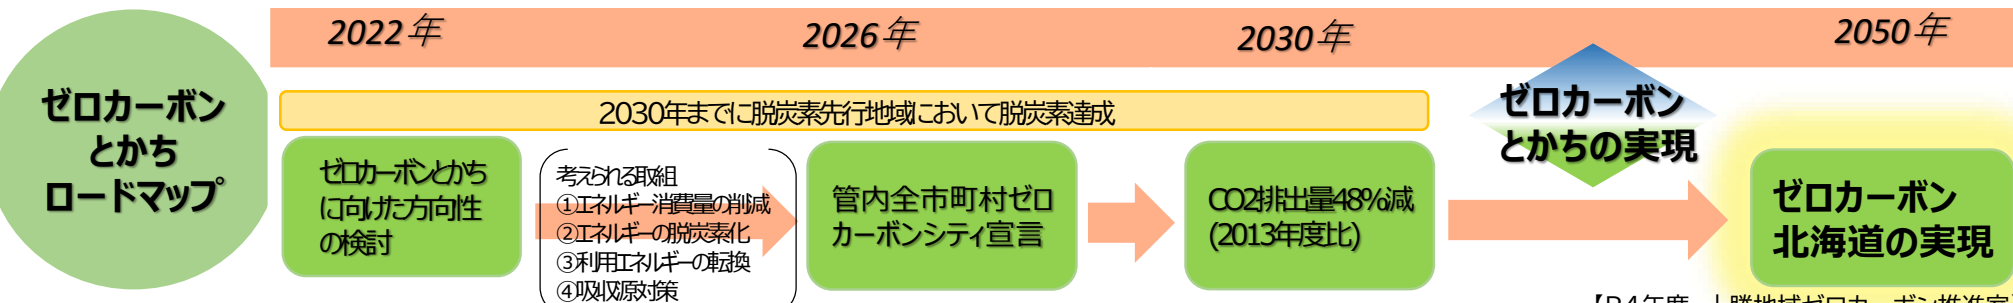 ゼロカーボン
とかち
ロードマップ
2022年
2026年
2030年
2050年
2030年までに脱炭素先行地域において脱炭素達成
ゼロカーボンとかち
に向けた方向性
の検討
考えられる取組
①エネルギー消費量の削減
②エネルギーの脱炭素化
③利用エネルギーの転換
④吸収源対策
管内全市町村ゼロ
カーボンシティ宣言
CO2排出量48%減
(2013年度比)
ゼロカーボン
とかちの実現
ゼロカーボン
北海道の実現